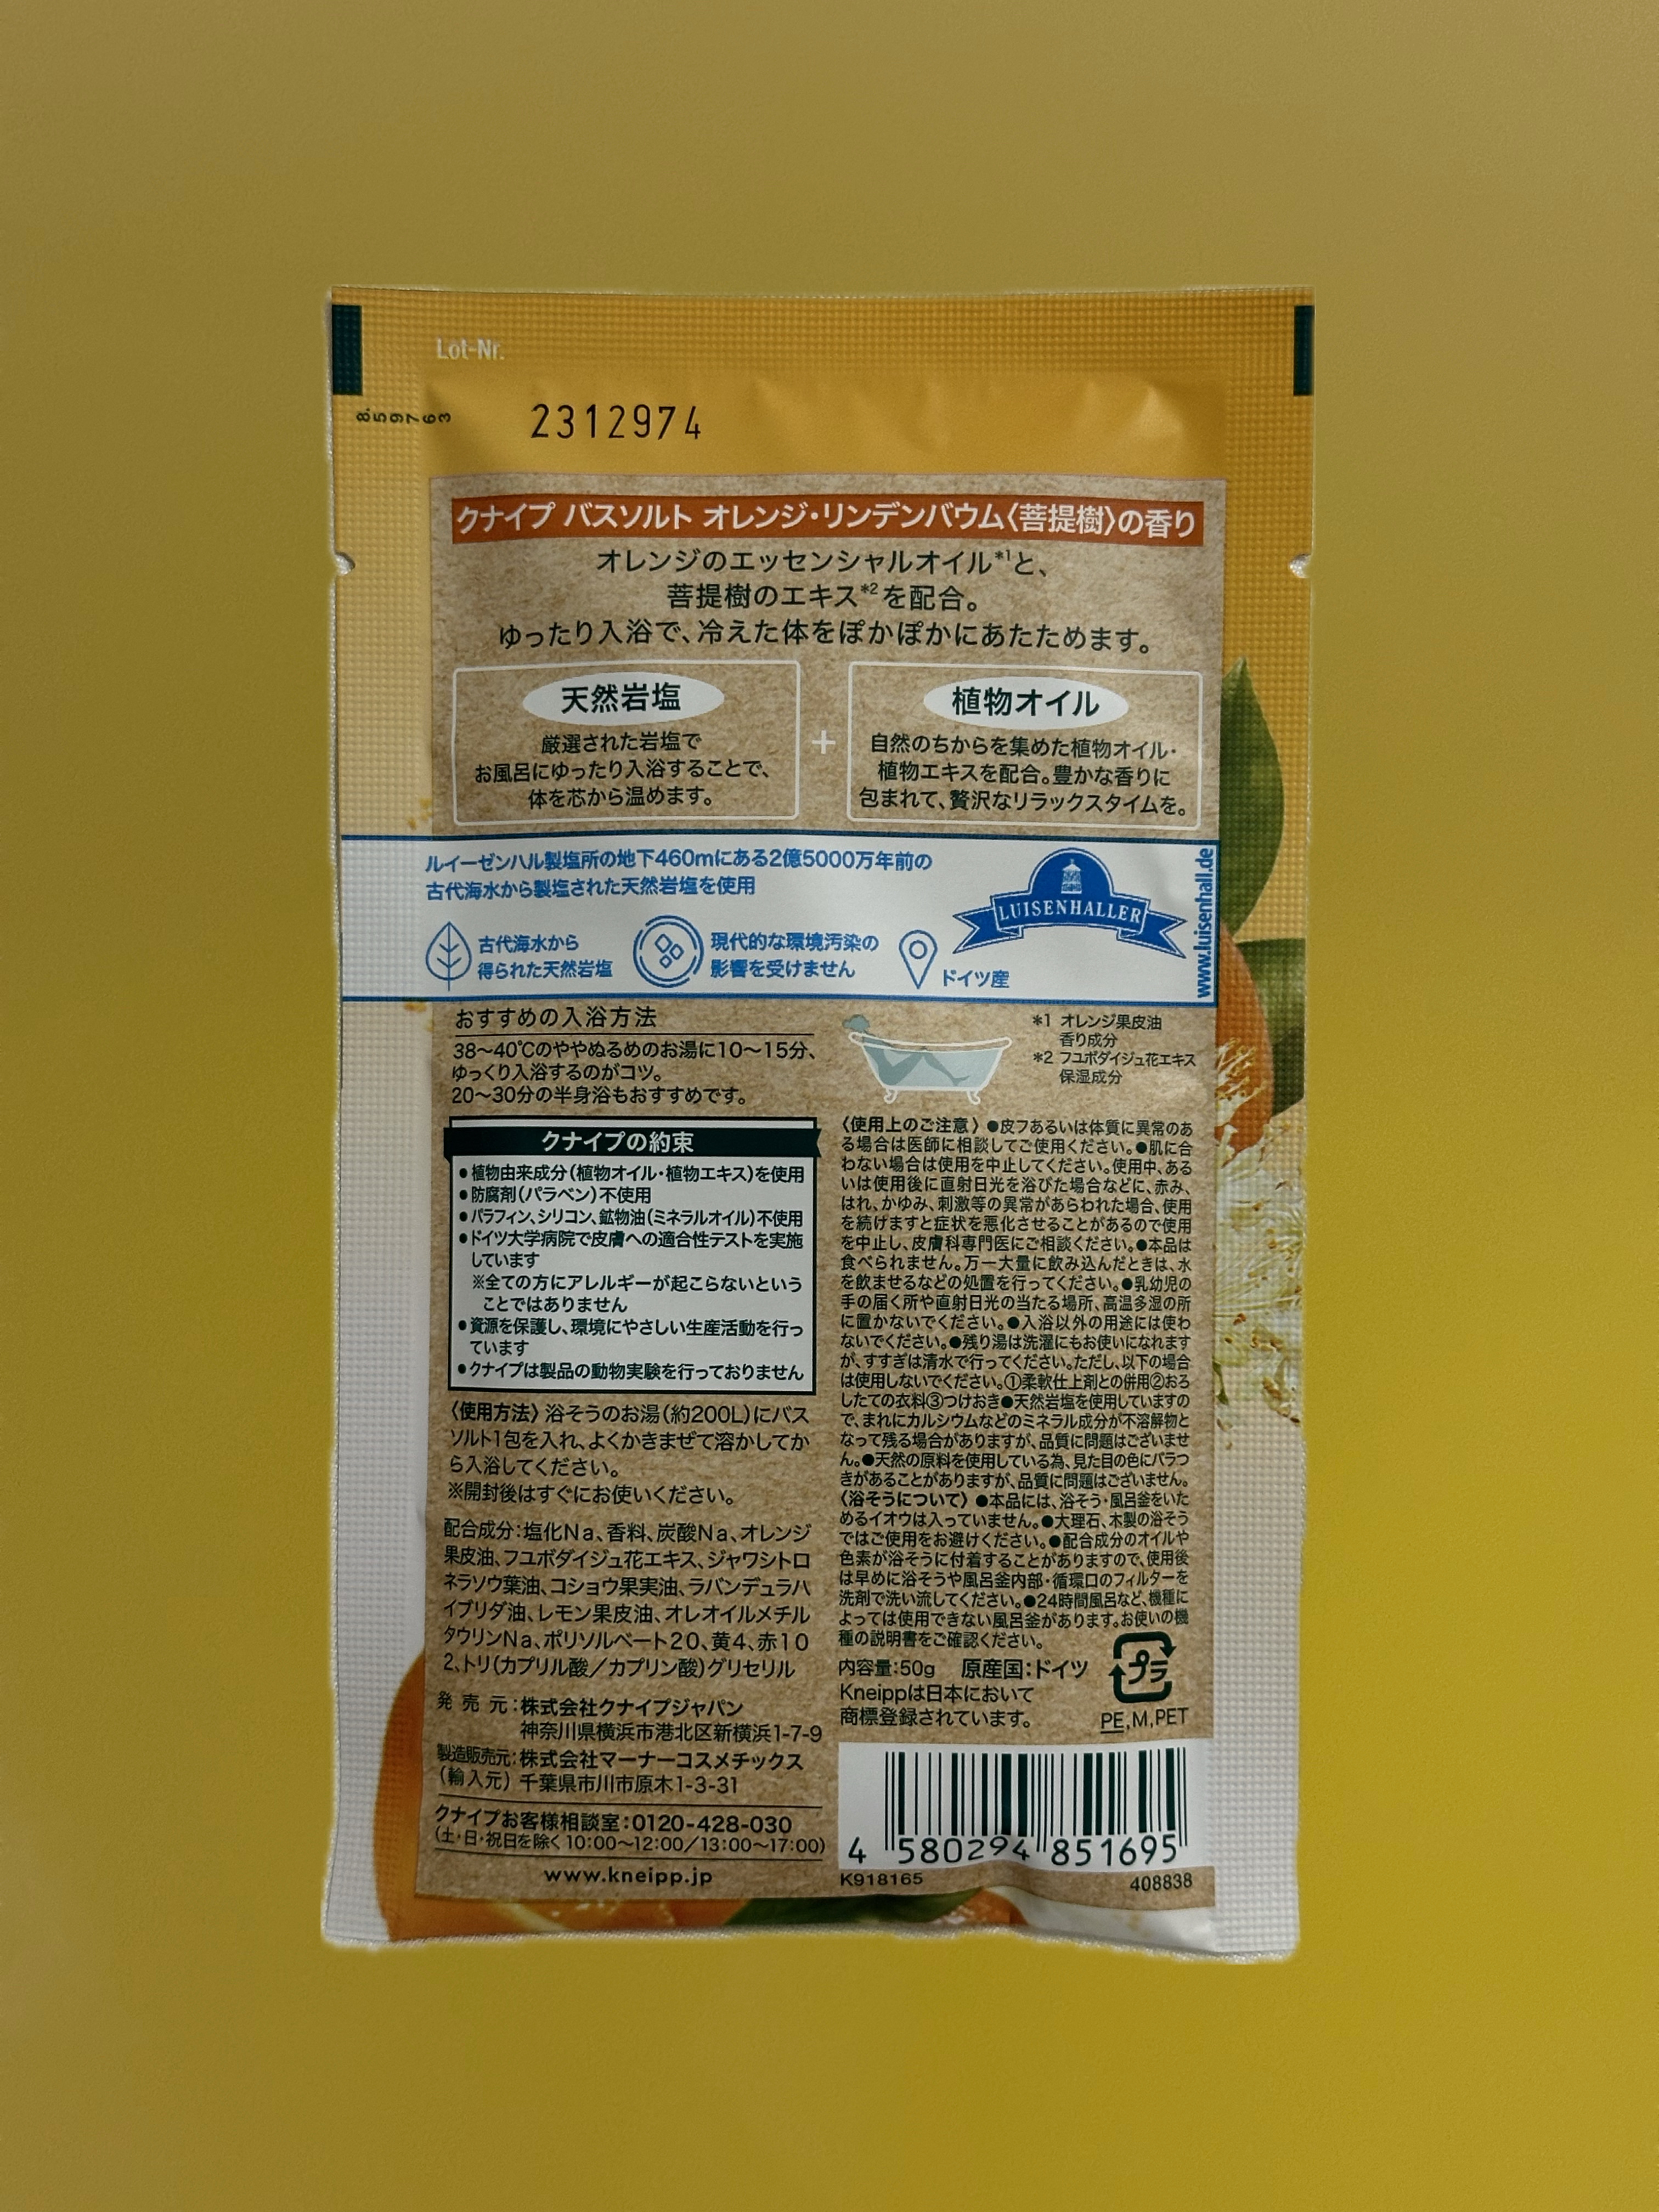 Lot-Nr.
859763
2312974
クナイプ バスソルト オレンジ・リンデンバウム〈菩提樹〉の香り
オレンジのエッセンシャルオイル*1と、
菩提樹のエキス*2を配合。
ゆったり入浴で、冷えた体をぽかぽかにあたためます。
天然岩塩
厳選された岩塩で
お風呂にゆったり入浴することで、
体を芯から温めます。
+
植物オイル
自然のちからを集めた植物オイル・
植物エキスを配合。豊かな香りに
包まれて、贅沢なリラックスタイムを。
ルイーゼンハル製塩所の地下460mにある2億5000万年前の
古代海水から製塩された天然岩塩を使用
古代海水から
得られた天然岩塩
現代的な環境汚染の
影響を受けません
ドイツ産
LUISENHALLER
www.luisenhall.de
おすすめの入浴方法
38〜40℃のややぬるめのお湯に10〜15分、
ゆっくり入浴するのがコツ。
20〜30分の半身浴もおすすめです。
*1 オレンジ果皮油
香り成分
*2 フユボダイジュ花エキス
保湿成分
クナイプの約束
●植物由来成分(植物オイル・植物エキス)を使用
●防腐剤(パラベン)不使用
●パラフィン、シリコン、鉱物油(ミネラルオイル)不使用
●ドイツ大学病院で皮膚への適合性テストを実施
しています
※全ての方にアレルギーが起こらないという
ことではありません
●資源を保護し、環境にやさしい生産活動を行っ
ています
●クナイプは製品の動物実験を行っておりません
〈使用方法〉浴そうのお湯(約200L)にバス
ソルト1包を入れ、よくかきまぜて溶かしてか
ら入浴してください。
※開封後はすぐにお使いください。
配合成分:塩化Na、香料、炭酸Na、オレンジ
果皮油、フユボダイジュ花エキス、ジャワシトロ
ネラソウ葉油、コショウ果実油、ラバンデュラハ
イブリダ油、レモン果皮油、オレオイルメチル
タウリンNa、ポリソルベート20、黄4、赤10
2、トリ(カプリル酸/カプリン酸)グリセリル
発 売 元:株式会社クナイプジャパン
神奈川県横浜市港北区新横浜1-7-9
製造販売元:株式会社マーナーコスメチックス
(輸入元) 千葉県市川市原木1-3-31
クナイプお客様相談室:0120-428-030
(土・日・祝日を除く 10:00〜12:00/13:00〜17:00)
www.kneipp.jp
〈使用上のご注意〉●皮フあるいは体質に異常のあ
る場合は医師に相談してご使用ください。●肌に合
わない場合は使用を中止してください。使用中、ある
いは使用後に直射日光を浴びた場合などに、赤み、
はれ、かゆみ、刺激等の異常があらわれた場合、使用
を続けますと症状を悪化させることがあるので使用
を中止し、皮膚科専門医にご相談ください。●本品は
食べられません。万一大量に飲み込んだときは、水
を飲ませるなどの処置を行ってください。●乳幼児の
手の届く所や直射日光の当たる場所、高温多湿の所
に置かないでください。●入浴以外の用途には使わ
ないでください。●残り湯は洗濯にもお使いになれます
が、すすぎは清水で行ってください。ただし、以下の場合
は使用しないでください。①柔軟仕上剤との併用②おろ
したての衣料③つけおき●天然岩塩を使用していますの
で、まれにカルシウムなどのミネラル成分が不溶解物と
なって残る場合がありますが、品質に問題はございませ
ん。●天然の原料を使用している為、見た目の色にバラつ
きがあることがありますが、品質に問題はございません。
〈浴そうについて〉●本品には、浴そう・風呂釜をいた
めるイオウは入っていません。●大理石、木製の浴そう
ではご使用をお避けください。●配合成分のオイルや
色素が浴そうに付着することがありますので、使用後
は早めに浴そうや風呂釜内部・循環口のフィルターを
洗剤で洗い流してください。●24時間風呂など、機種に
よっては使用できない風呂釜があります。お使いの機
種の説明書をご確認ください。
内容量:50g 原産国:ドイツ
Kneippは日本において
商標登録されています。
プラ
PE,M,PET
4 580294 851695
K918165
408838